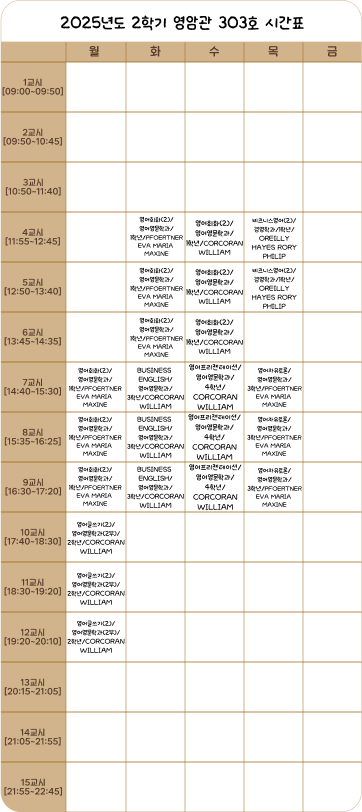 2025년도 2학기 영암관 303호 시간표
월 화 수 목 금
1교시
[09:00-09:50]
2교시
[09:50-10:45]
3교시
[10:50-11:40]
4교시
[11:55-12:45]
영어회화(2)/
영어영문학과/
1학년/PFOERTNER
EVA MARIA
MAXINE
영어회화(2)/
영어영문학과/
1학년/CORCORAN
WILLIAM
비즈니스영어(2)/
경영학과/1학년/
OREILLY
HAYES RORY
PHILIP
5교시
[12:50-13:40]
영어회화(2)/
영어영문학과/
1학년/PFOERTNER
EVA MARIA
MAXINE
영어회화(2)/
영어영문학과/
1학년/CORCORAN
WILLIAM
비즈니스영어(2)/
경영학과/1학년/
OREILLY
HAYES RORY
PHILIP
6교시
[13:45-14:35]
영어회화(2)/
영어영문학과/
1학년/PFOERTNER
EVA MARIA
MAXINE
영어회화(2)/
영어영문학과/
1학년/CORCORAN
WILLIAM
7교시
[14:40-15:30]
영어회화(2)/
영어영문학과/
1학년/PFOERTNER
EVA MARIA
MAXINE
BUSINESS
ENGLISH/
영어영문학과/
3학년/CORCORAN
WILLIAM
영어프리젠테이션/
영어영문학과/
4학년/
CORCORAN
WILLIAM
영어자유토론/
영어영문학과/
3학년/PFOERTNER
EVA MARIA
MAXINE
8교시
[15:35-16:25]
영어회화(2)/
영어영문학과/
1학년/PFOERTNER
EVA MARIA
MAXINE
BUSINESS
ENGLISH/
영어영문학과/
3학년/CORCORAN
WILLIAM
영어프리젠테이션/
영어영문학과/
4학년/
CORCORAN
WILLIAM
영어자유토론/
영어영문학과/
3학년/PFOERTNER
EVA MARIA
MAXINE
9교시
[16:30-17:20]
영어회화(2)/
영어영문학과/
1학년/PFOERTNER
EVA MARIA
MAXINE
BUSINESS
ENGLISH/
영어영문학과/
3학년/CORCORAN
WILLIAM
영어프리젠테이션/
영어영문학과/
4학년/
CORCORAN
WILLIAM
영어자유토론/
영어영문학과/
3학년/PFOERTNER
EVA MARIA
MAXINE
10교시
[17:40-18:30]
영어글쓰기(2)/
영어영문학과(2부)/
2학년/CORCORAN
WILLIAM
11교시
[18:30-19:20]
영어글쓰기(2)/
영어영문학과(2부)/
2학년/CORCORAN
WILLIAM
12교시
[19:20-20:10]
영어글쓰기(2)/
영어영문학과(2부)/
2학년/CORCORAN
WILLIAM
13교시
[20:15-21:05]
14교시
[21:05-21:55]
15교시
[21:55-22:45]